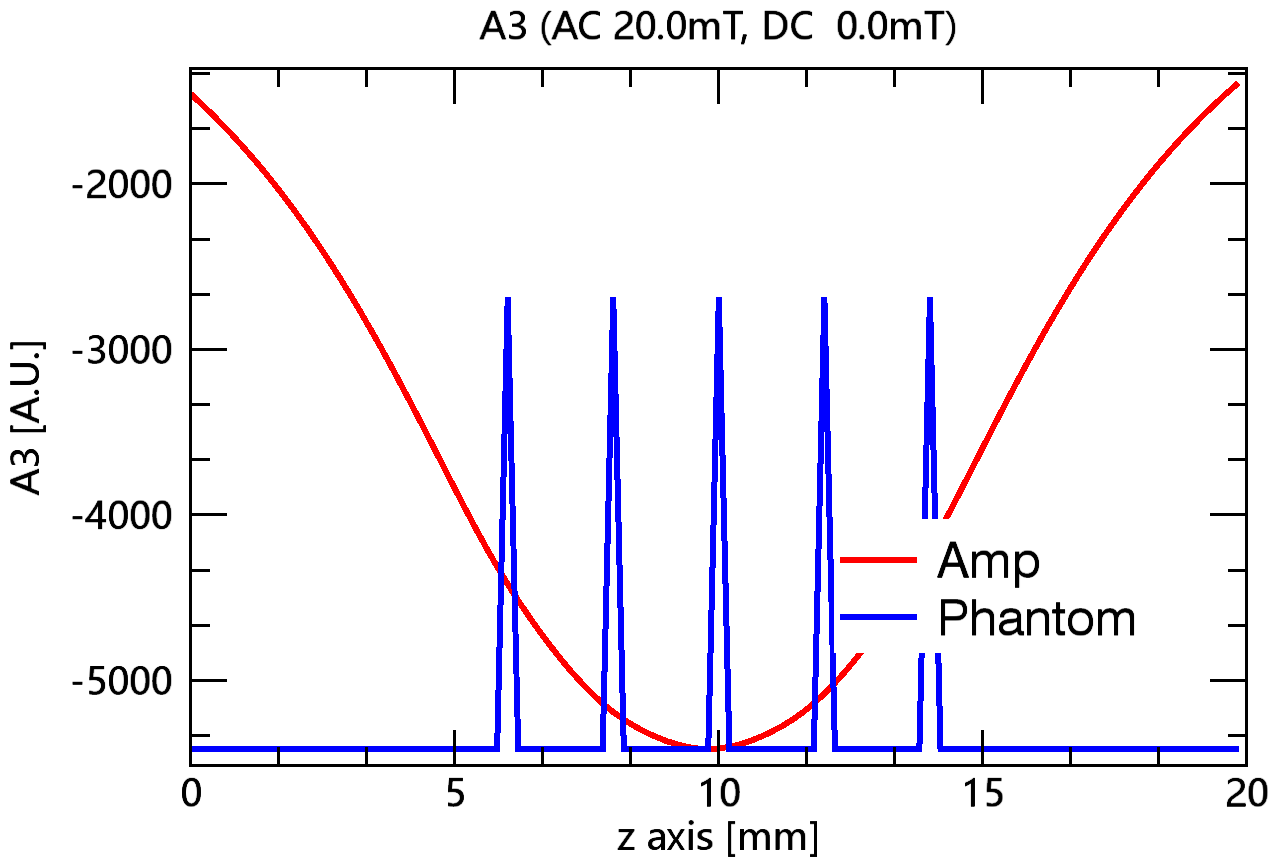 A3 (AC 20.0mT, DC  0.0mT)
A3 [A.U.]
-2000
-3000
-4000
-5000
Amp
Phantom
0 5 10 15 20
z axis [mm]